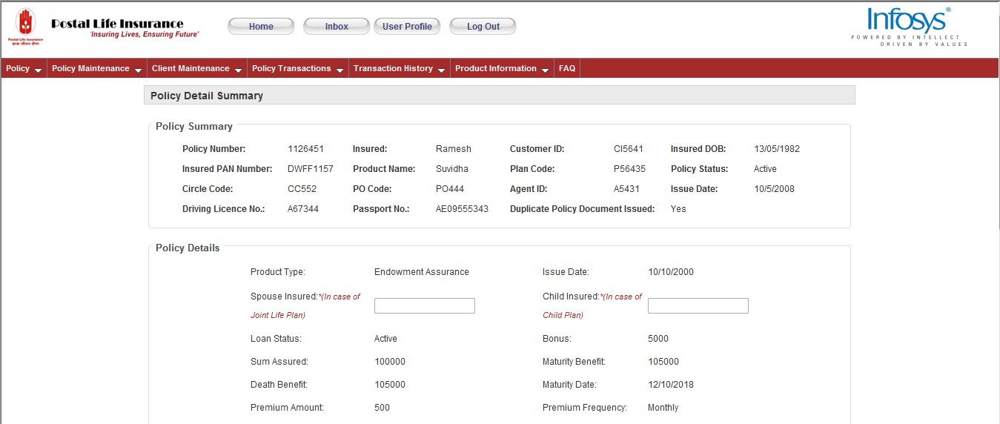 Postal Life Insurance
'Insuring Lives, Ensuring Future'
Postal Life Insurance
डाक जीवन बीमा
Home Inbox User Profile Log Out
Infosys®
POWERED BY INTELLECT
DRIVEN BY VALUES
Policy Policy Maintenance Client Maintenance Policy Transactions Transaction History Product Information FAQ
Policy Detail Summary
Policy Summary
Policy Number: 1126451 Insured: Ramesh Customer ID: CI5641 Insured DOB: 13/05/1982
Insured PAN Number: DWFF1157 Product Name: Suvidha Plan Code: P56435 Policy Status: Active
Circle Code: CC552 PO Code: PO444 Agent ID: A5431 Issue Date: 10/5/2008
Driving Licence No.: A67344 Passport No.: AE09555343 Duplicate Policy Document Issued: Yes
Policy Details
Product Type: Endowment Assurance Issue Date: 10/10/2000
Spouse Insured:*(In case of Joint Life Plan) Child Insured:*(In case of Child Plan)
Loan Status: Active Bonus: 5000
Sum Assured: 100000 Maturity Benefit: 105000
Death Benefit: 105000 Maturity Date: 12/10/2018
Premium Amount: 500 Premium Frequency: Monthly